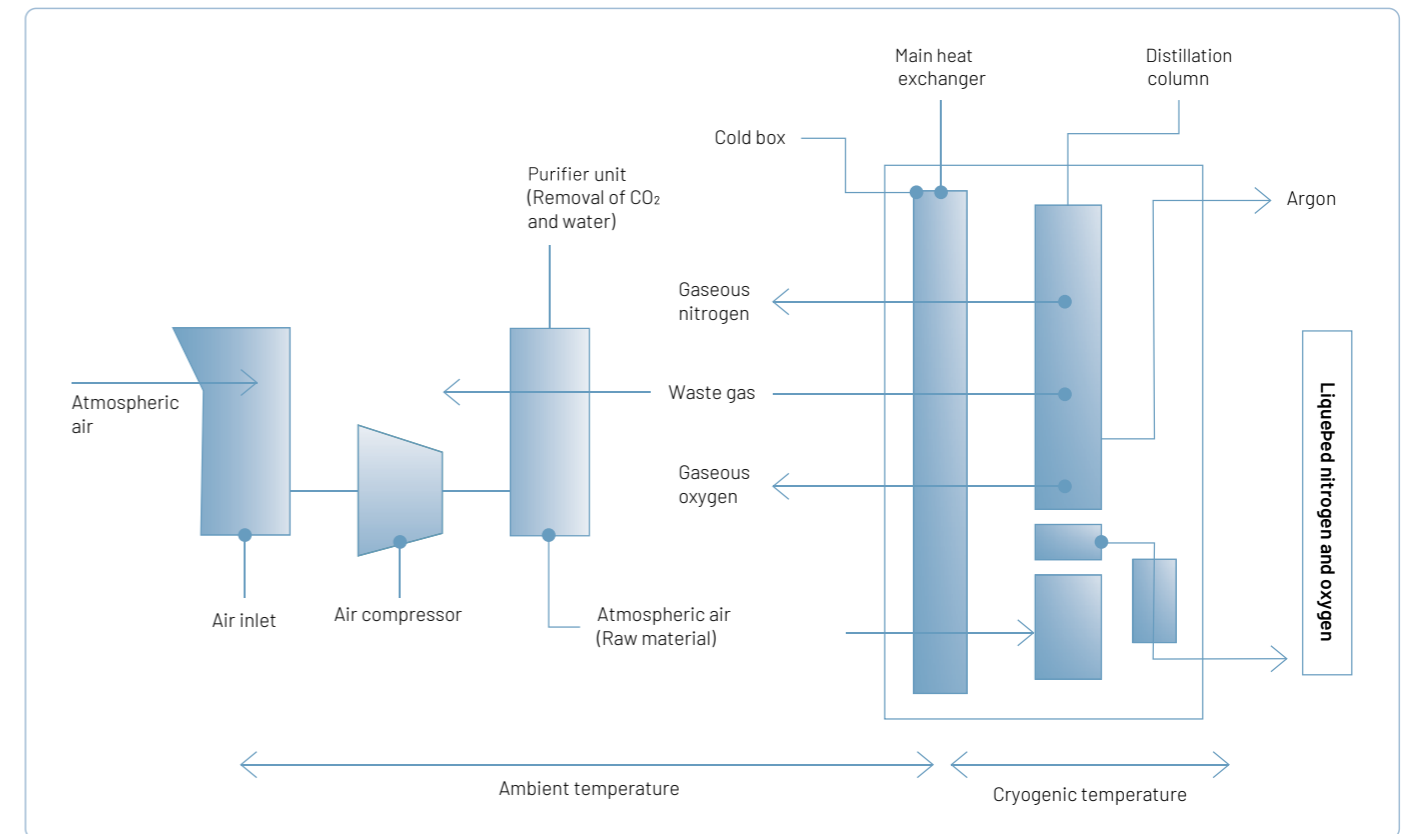 Main heat
exchanger
Distillation
column
Cold box
Purifier unit
(Removal of CO₂
and water)
Argon
Gaseous
nitrogen
Atmospheric
air
Waste gas
Gaseous
oxygen
Liquebed nitrogen and oxygen
Air inlet
Air compressor
Atmospheric air
(Raw material)
Ambient temperature
Cryogenic temperature